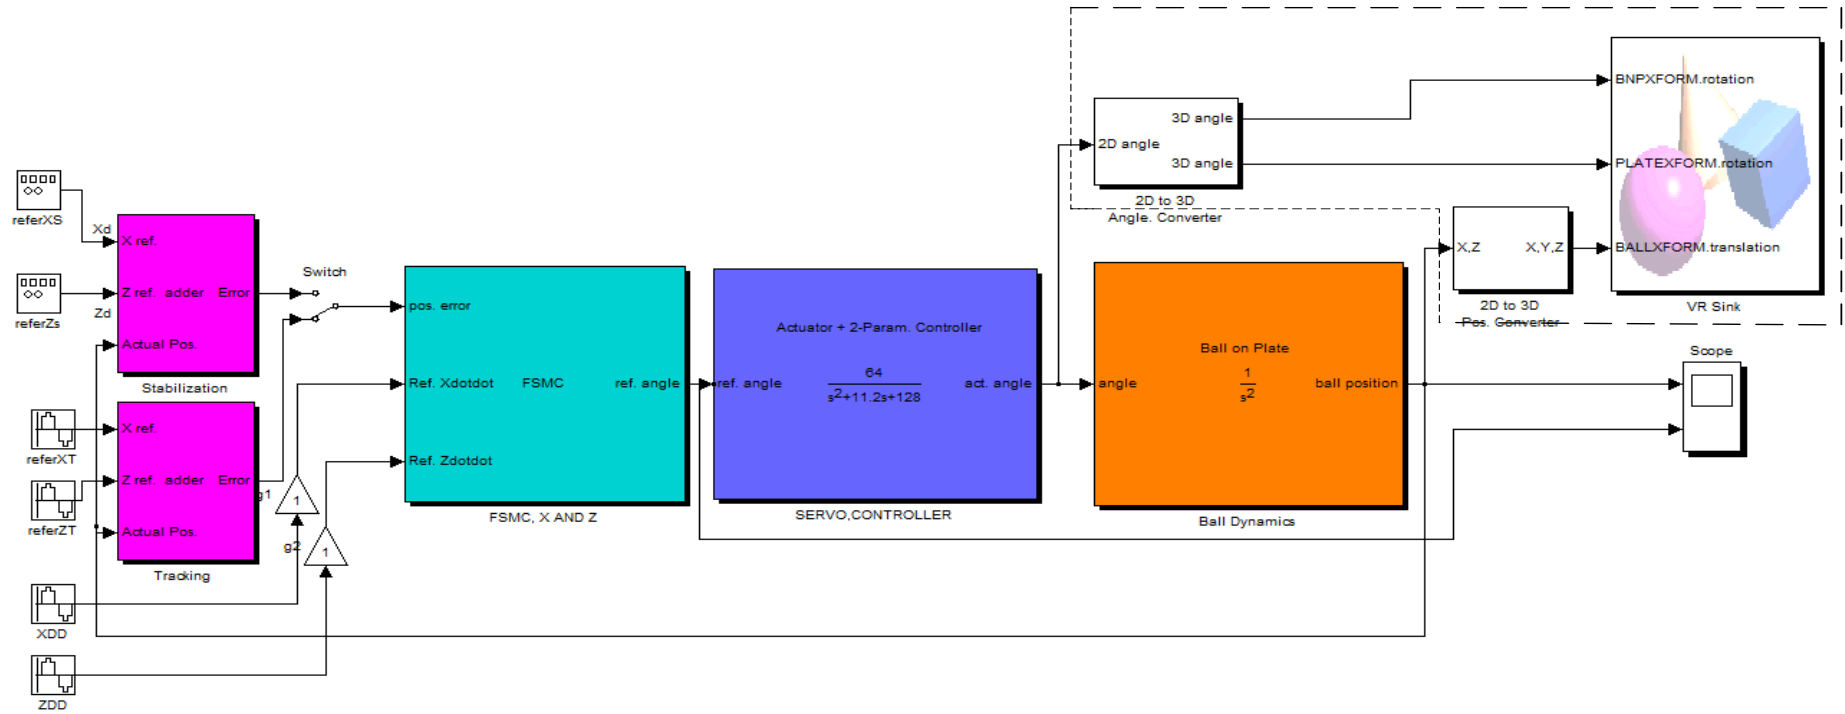 BNPXFORM.rotation
3D angle
2D angle
3D angle
PLATEXFORM.rotation
2D to 3D
Angle. Converter
referXS
Xd
X ref.
X,Z
X,Y,Z
BALLXFORM.translation
Switch
Z ref. adder Error
Zd
referZs
2D to 3D
Pos. Converter
VR Sink
pos. error
Actuator + 2-Param. Controller
Actual Pos.
Ball on Plate
Scope
Stabilization
Ref. Xdotdot
FSMC
ref. angle
ref. angle
64
s2+11.2s+128
act. angle
angle
1
s2
ball position
X ref.
referXT
Ref. Zdotdot
Z ref. adder Error
g1
1
referZT
FSMC, X AND Z
SERVO,CONTROLLER
Ball Dynamics
Actual Pos.
g2
1
Tracking
XDD
ZDD